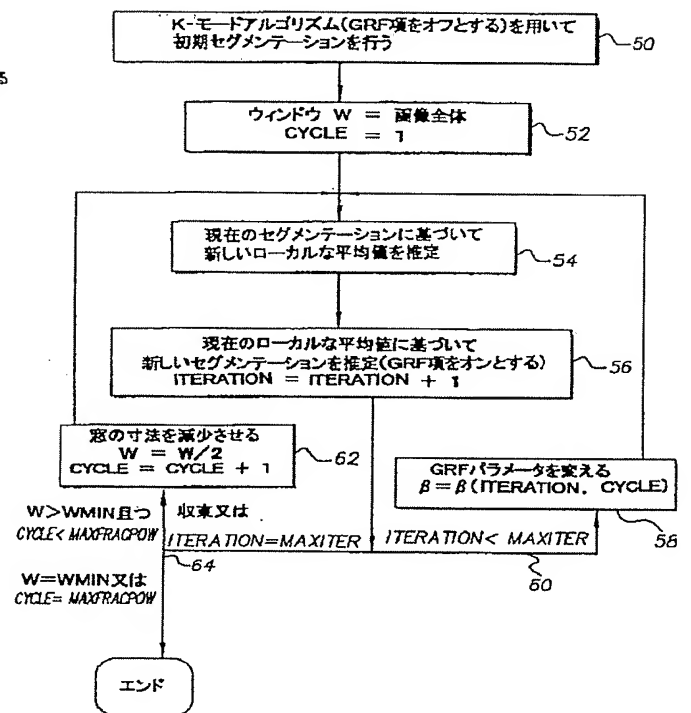 K-モードアルゴリズム(GRF項をオフとする)を用いて
初期セグメンテーションを行う
50
ウィンドウ W = 画像全体
CYCLE = 1
52
現在のセグメンテーションに基づいて
新しいローカルな平均値を推定
54
現在のローカルな平均値に基づいて
新しいセグメンテーションを推定(GRF項をオンとする)
ITERATION = ITERATION + 1
56
窓の寸法を減少させる
W = W/2
CYCLE = CYCLE + 1
62
GRFパラメータを変える
β=β(ITERATION, CYCLE)
58
W>WMIN且つ
CYCLE< MAXFRACPOW
収束又は
ITERATION=MAXITER
ITERATION< MAXITER
64
60
W=WMIN又は
CYCLE= MAXFRACPOW
エンド